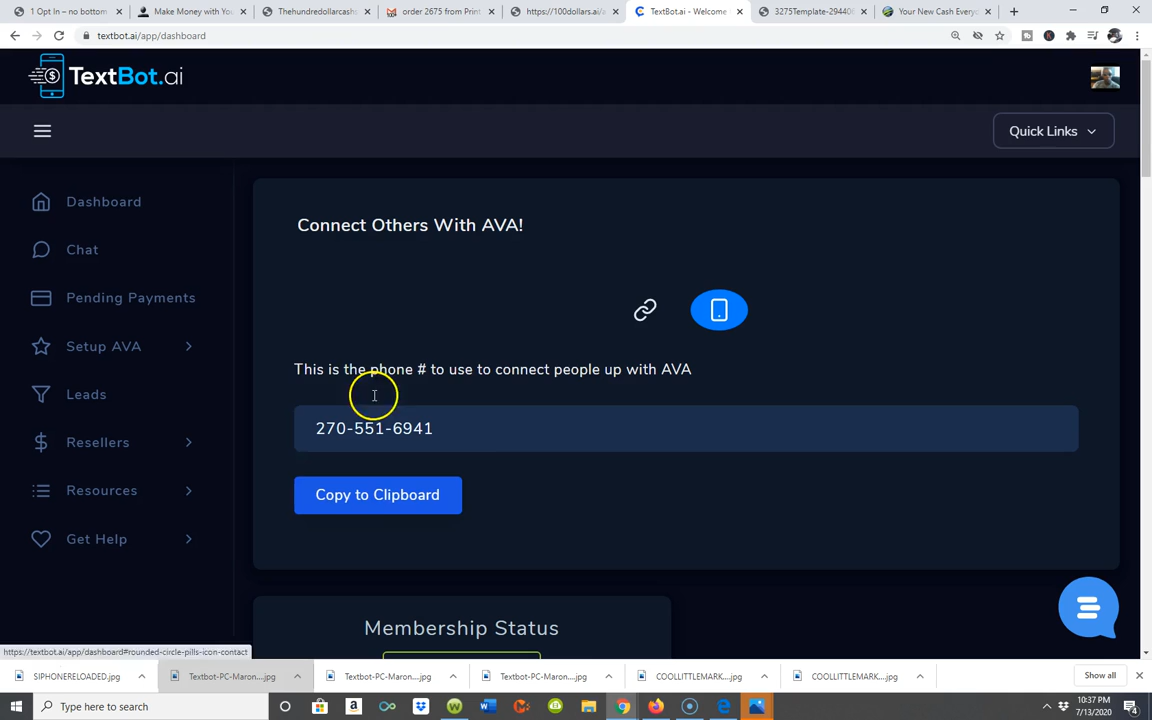 1 Opt In – no bottom
Make Money with You
Thehundredollarcash
order 2675 from Print
https://100dollars.ai/a
TextBot.ai - Welcome
3275Template-29440
Your New Cash Every
textbot.ai/app/dashboard
TextBot.ai
Quick Links
Dashboard
Chat
Pending Payments
Setup AVA
Leads
Resellers
Resources
Get Help
Connect Others With AVA!
This is the phone # to use to connect people up with AVA
270-551-6941
Copy to Clipboard
Membership Status
https://textbot.ai/app/dashboard#rounded-circle-pills-icon-contact
SIPHONERELOADED.jpg
Textbot-PC-Maron....jpg
Textbot-PC-Maron....jpg
Textbot-PC-Maron....jpg
COOLLITTLEMARK....jpg
COOLLITTLEMARK....jpg
Show all
Type here to search
10:37 PM
7/13/2020